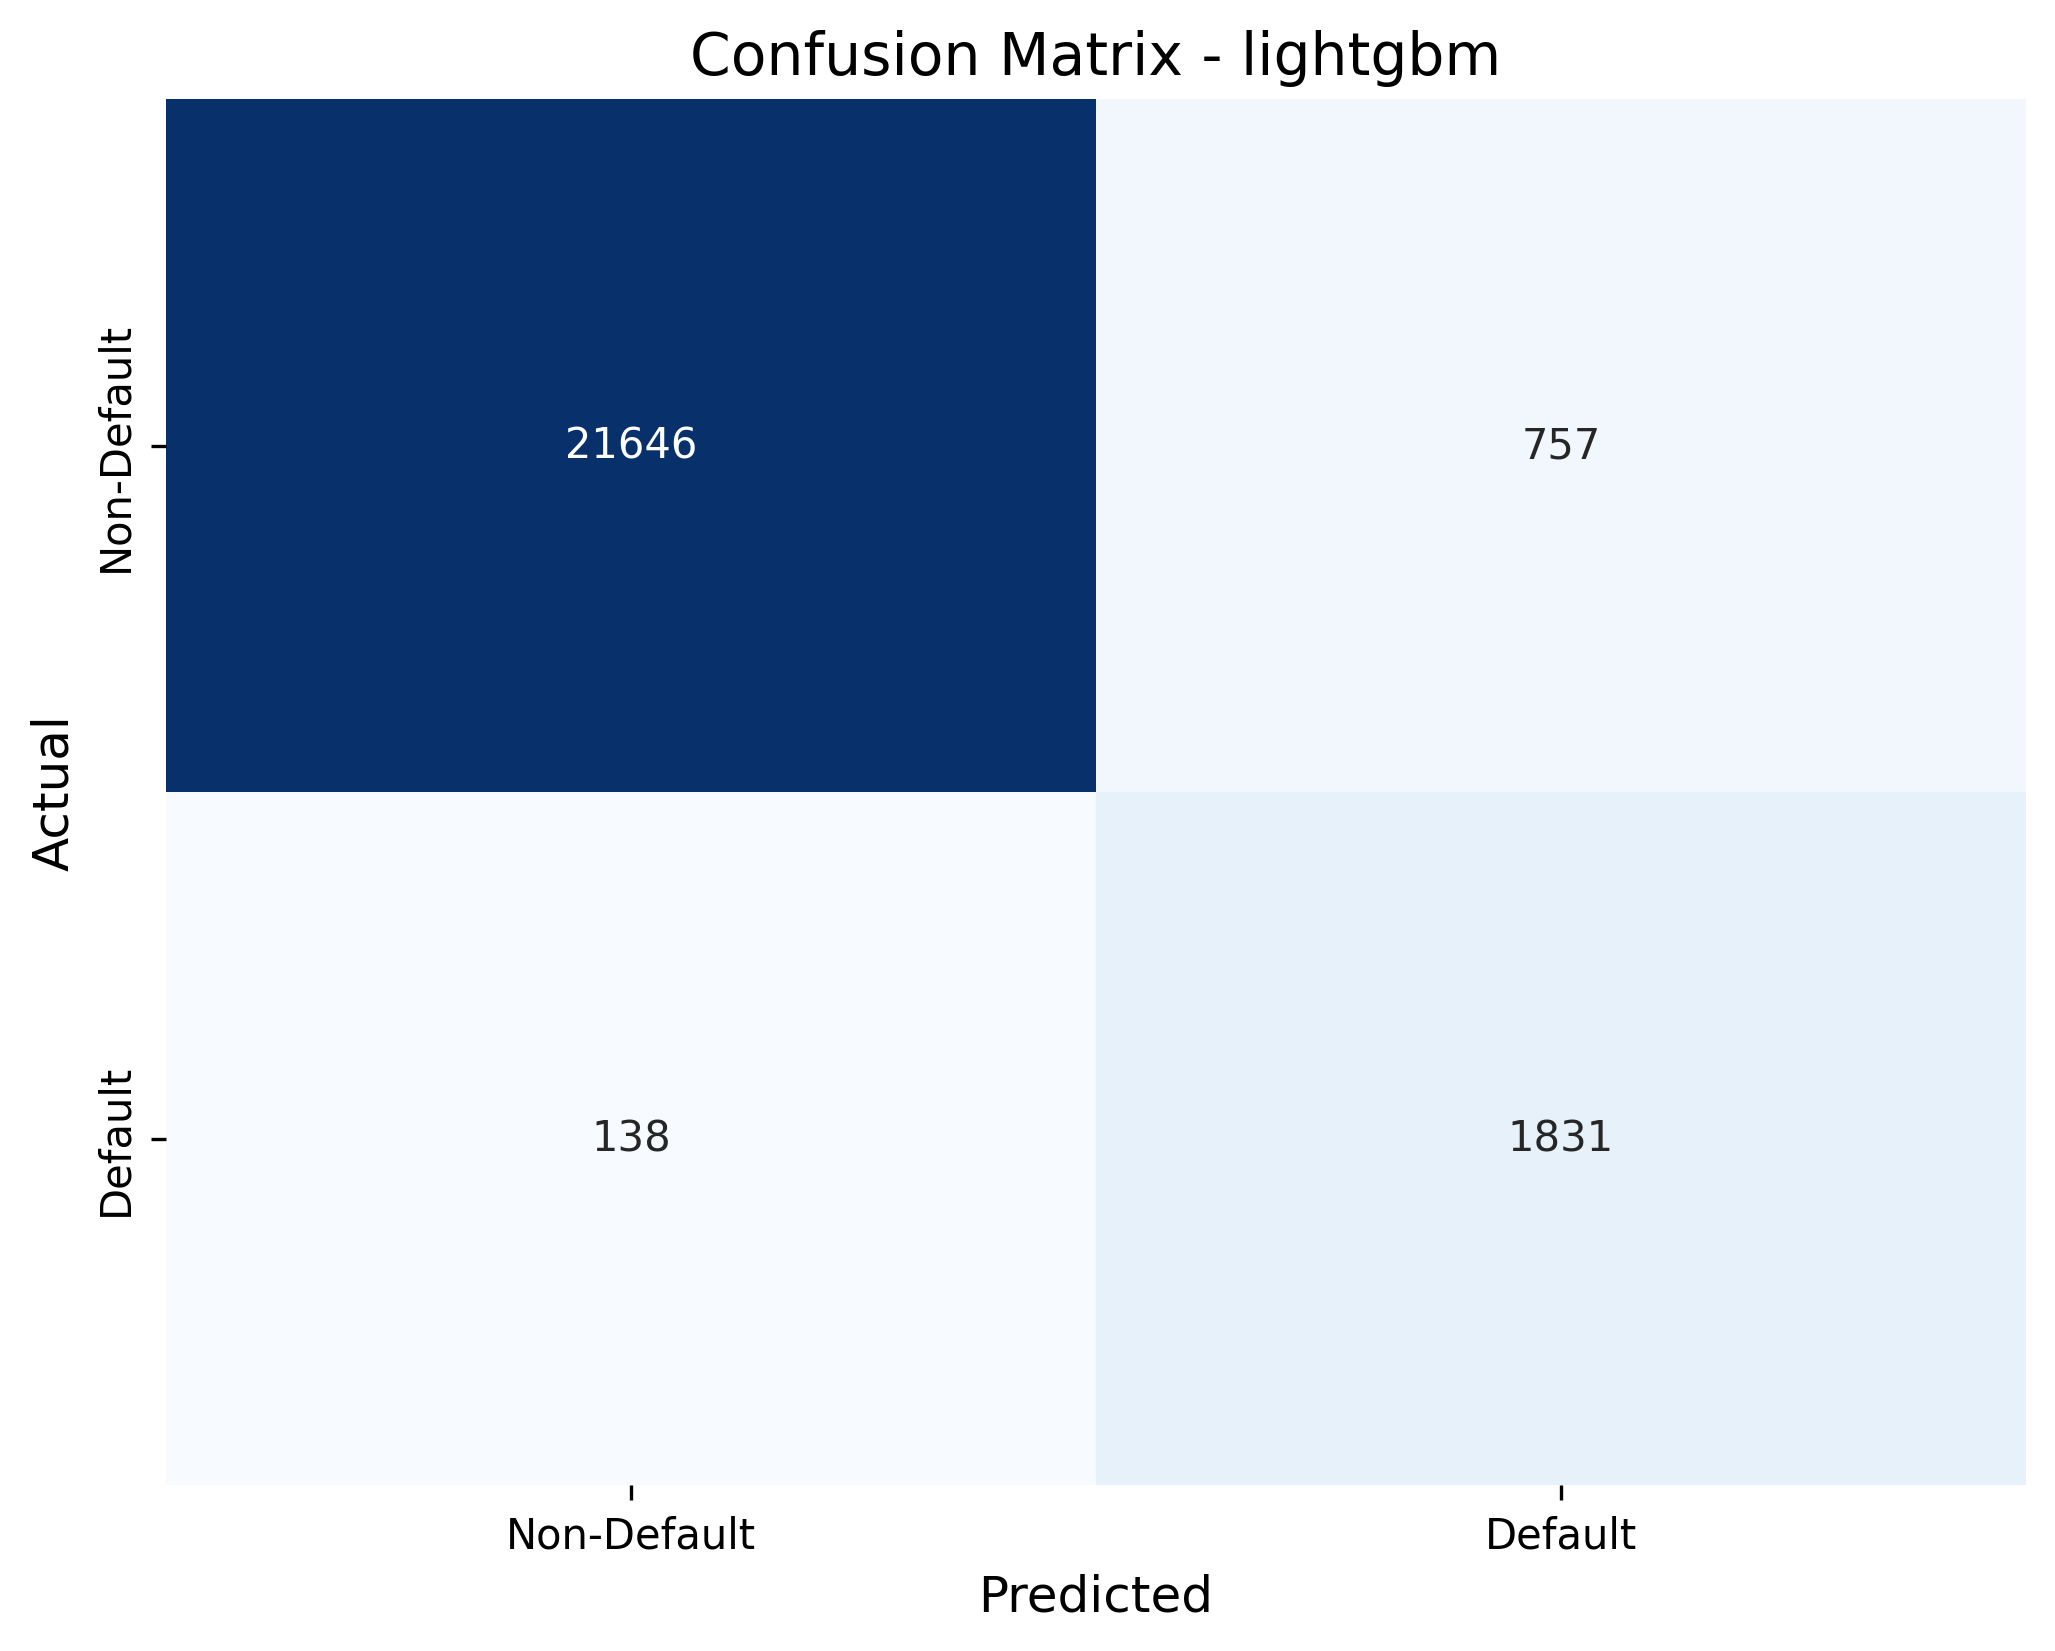 Confusion Matrix - lightgbm
Actual
Non-Default
21646
757
Default
138
1831
Non-Default
Default
Predicted